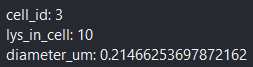 cell_id: 3
lys_in_cell: 10
diameter_um: 0.21466253697872162